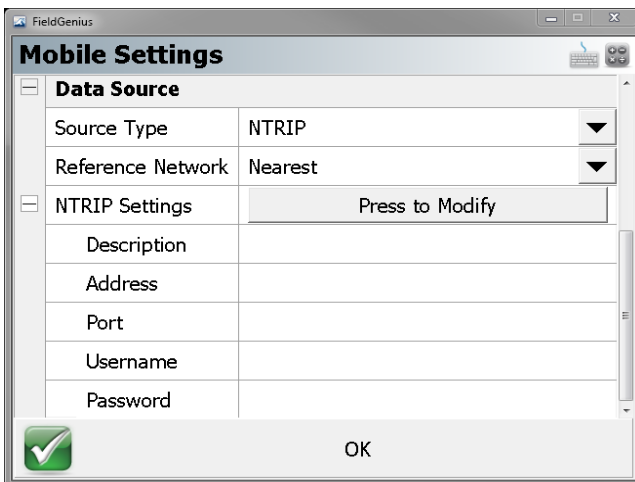 FieldGenius
Mobile Settings
Data Source
Source Type NTRIP
Reference Network Nearest
NTRIP Settings Press to Modify
Description
Address
Port
Username
Password
OK